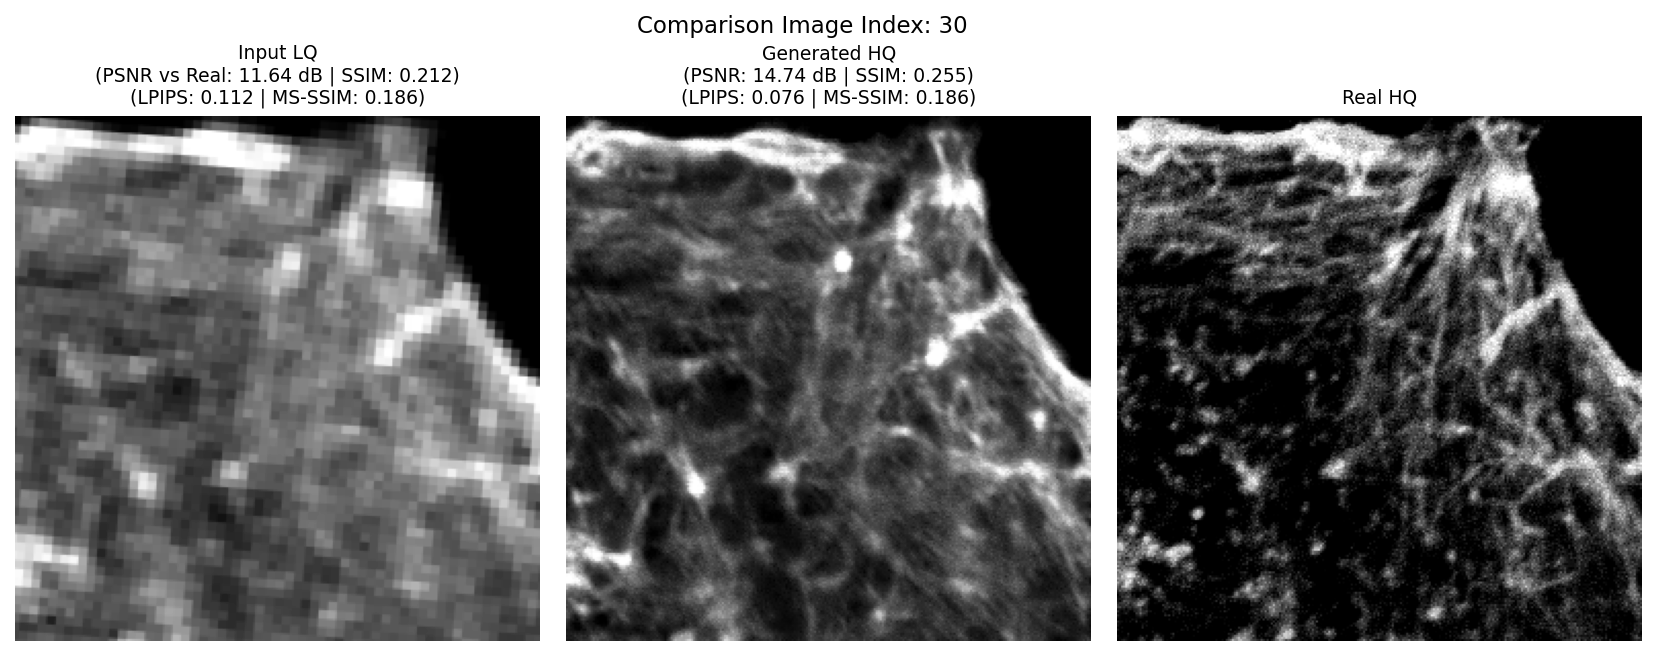 Comparison Image Index: 30
Input LQ
(PSNR vs Real: 11.64 dB | SSIM: 0.212)
(LPIPS: 0.112 | MS-SSIM: 0.186)
Generated HQ
(PSNR: 14.74 dB | SSIM: 0.255)
(LPIPS: 0.076 | MS-SSIM: 0.186)
Real HQ